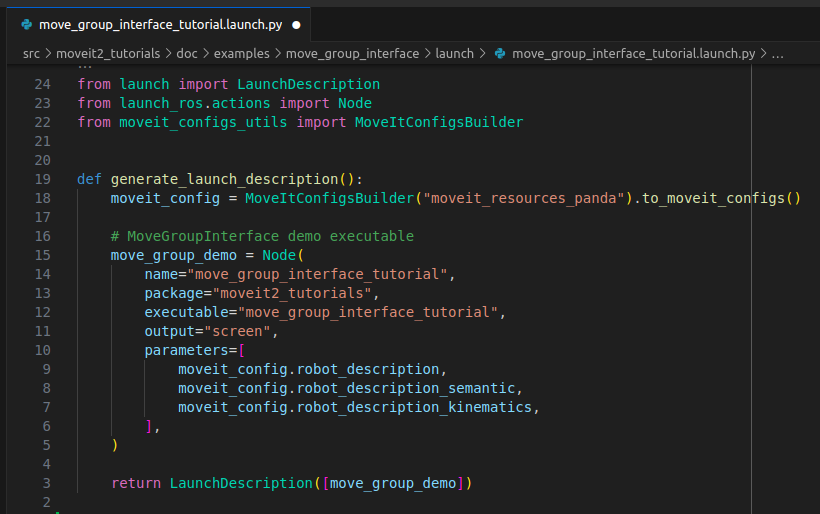 move_group_interface_tutorial.launch.py ●
src > moveit2_tutorials > doc > examples > move_group_interface > launch > move_group_interface_tutorial.launch.py > ...
24 from launch import LaunchDescription
23 from launch_ros.actions import Node
22 from moveit_configs_utils import MoveItConfigsBuilder
21
20
19 def generate_launch_description():
18     moveit_config = MoveItConfigsBuilder("moveit_resources_panda").to_moveit_configs()
17
16     # MoveGroupInterface demo executable
15     move_group_demo = Node(
14         name="move_group_interface_tutorial",
13         package="moveit2_tutorials",
12         executable="move_group_interface_tutorial",
11         output="screen",
10         parameters=[
9             moveit_config.robot_description,
8             moveit_config.robot_description_semantic,
7             moveit_config.robot_description_kinematics,
6         ],
5     )
4
3     return LaunchDescription([move_group_demo])
2